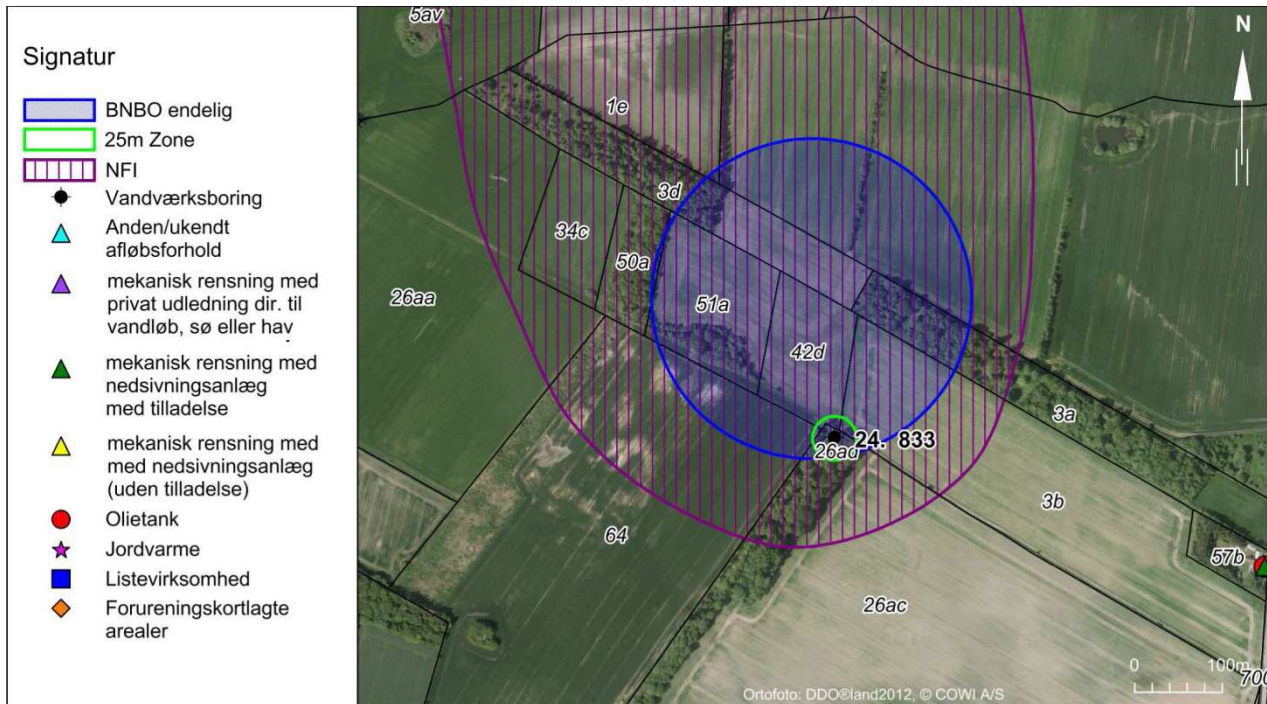 Signatur
BNBO endelig
25m Zone
NFI
Vandværksboring
Anden/ukendt
afløbsforhold
mekanisk rensning med
privat udledning dir. til
vandløb, sø eller hav
mekanisk rensning med
nedsivningsanlæg
med tilladelse
mekanisk rensning med
med nedsivningsanlæg
(uden tilladelse)
Olietank
Jordvarme
Listevirksomhed
Forureningskortlagte
arealer
5av
N
1e
3d
34c
50a
26aa
51a
42d
24. 833
26ad
3a
3b
64
57b
26ac
0 100m
700
Ortofoto: DDO®land2012, © COWI A/S